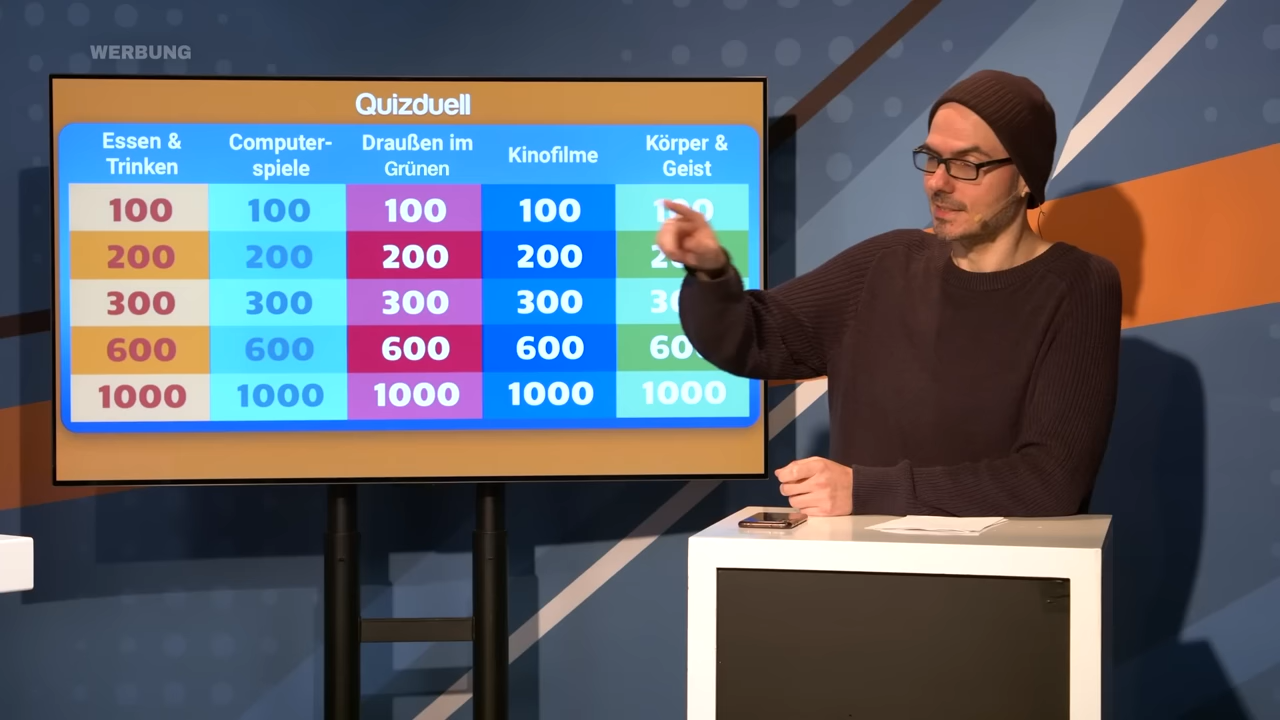 WERBUNG
Quizduell
Essen &
Trinken
Computer-
spiele
Draußen im
Grünen
Kinofilme
Körper &
Geist
100 100 100 100
200 200 200 200
300 300 300 300
600 600 600 600
1000 1000 1000 1000 1000